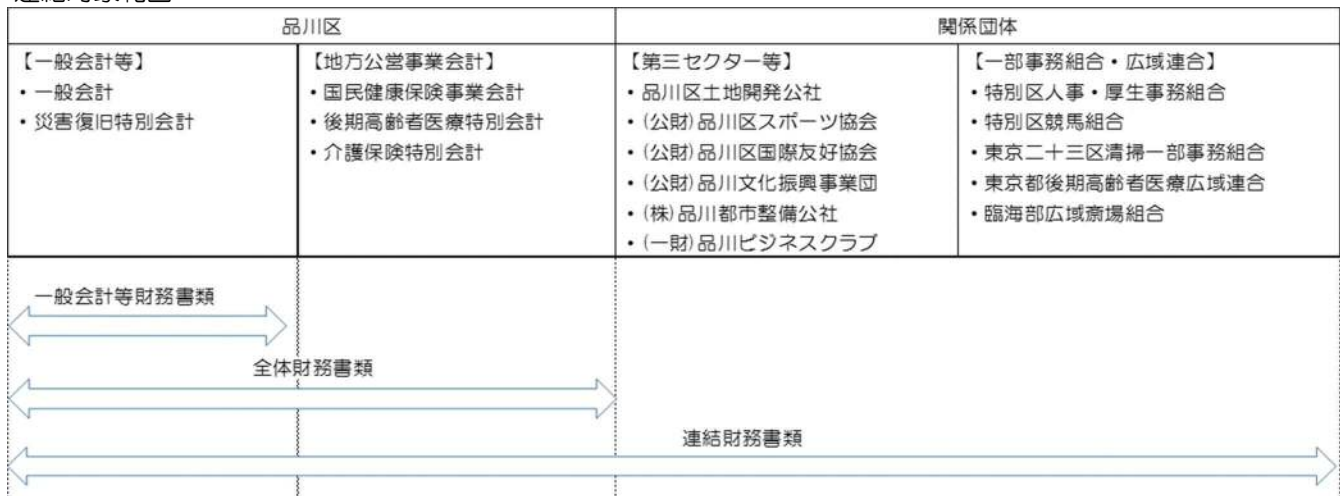 連結対象範囲
品川区
関係団体
【一般会計等】
・一般会計
・災害復旧特別会計
【地方公営事業会計】
・国民健康保険事業会計
・後期高齢者医療特別会計
・介護保険特別会計
【第三セクター等】
・品川区土地開発公社
・(公財)品川区スポーツ協会
・(公財)品川区国際友好協会
・(公財)品川文化振興事業団
・(株)品川都市整備公社
・(一財)品川ビジネスクラブ
【一部事務組合・広域連合】
・特別区人事・厚生事務組合
・特別区競馬組合
・東京二十三区清掃一部事務組合
・東京都後期高齢者医療広域連合
・臨海部広域斎場組合
一般会計等財務書類
全体財務書類
連結財務書類